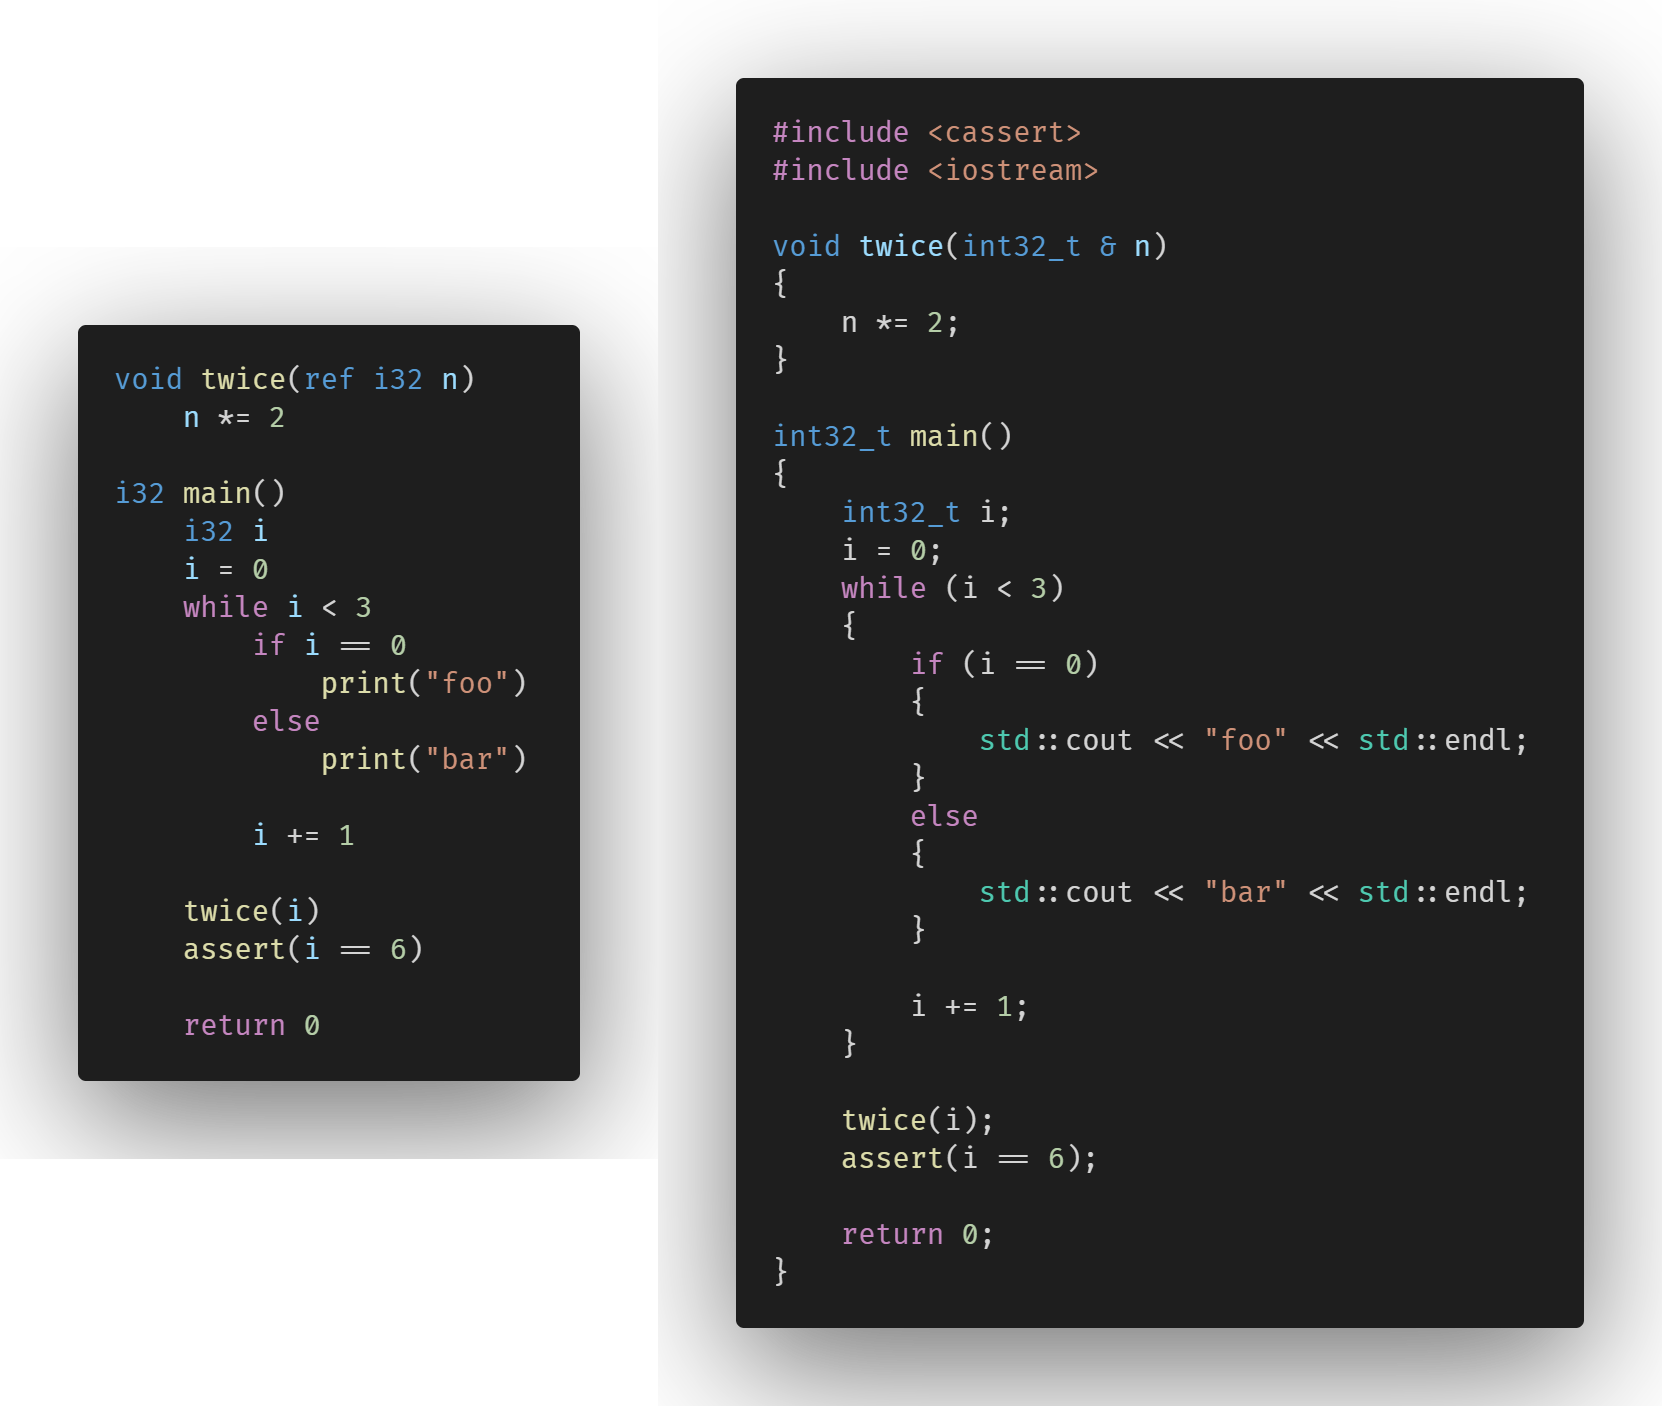 void twice(ref i32 n)
    n *= 2

i32 main()
    i32 i
    i = 0
    while i < 3
        if i == 0
            print("foo")
        else
            print("bar")

        i += 1

    twice(i)
    assert(i == 6)

    return 0

#include <cassert>
#include <iostream>

void twice(int32_t & n)
{
    n *= 2;
}

int32_t main()
{
    int32_t i;
    i = 0;
    while (i < 3)
    {
        if (i == 0)
        {
            std::cout << "foo" << std::endl;
        }
        else
        {
            std::cout << "bar" << std::endl;
        }

        i += 1;
    }

    twice(i);
    assert(i == 6);

    return 0;
}